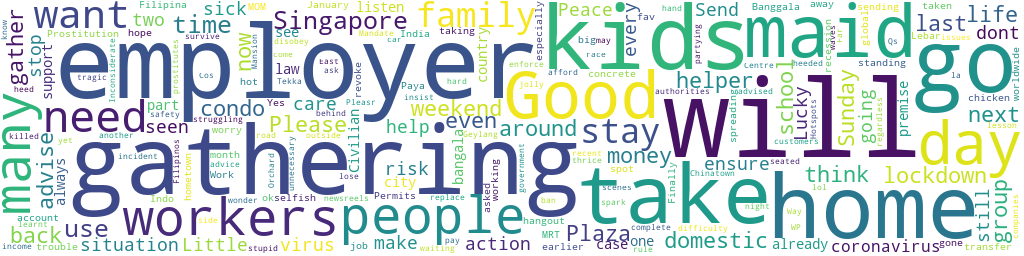 employer
gathering
kids
will
maid
go
Good
take
home
workers
people
many
need
want
day
family
Singapore
stay
Plaza
lockdown
domestic
coronavirus
money
weekend
Sunday
school
Lucky
helper
life
last
dont
next
group
still
think
ensure
around
even
help
Please
care
condo
seen
use
back
situation
Little
virus
action
make
risk
city
civilian
bangala
country
now
time
sick
two
stop
support
gather
advise
always
Peace
Send
listen
see
law
part
Yes
every
especially
Banggala
Filipina
January
MOM
India
Paya
Lebar
Prostitution
hope
Inconsiderate
tragic
killed
heed
yet
another
incident
account
learnt
income
trouble
Indo
hometown
Filipinos
month
advice
Work
worry
struggling
safety
survive
prostitutes
Mansion
disobey
come
hot
Los
East
ask
Tekka
revoke
behind
road
outside
Orchard
unnecessary
wonder
ok
selfish
newsreels
Permits
replace
lose
job
pay
waiting
stupid
side
ban
government
Geylang
asked
working
MRT
earlier
hangout
case
one
rule
complete
night
difficulty
spot
spark
scenes
recent
thrice
Finally
Chinatown
already
lol
Way
WP
gone
transfer
companies
lesson
chicken
worldwide
standing
Qs
la
premise
going
regardless
Hotspots
customers
seated
Centre
needed
recess
waves
fav
away
sending
global
issues
partying
hand
big
may
race
concrete
afford
authorities
spreading
advised
jolly
insist
enforce
hard
taking
car
Mandate
know
Pleasr